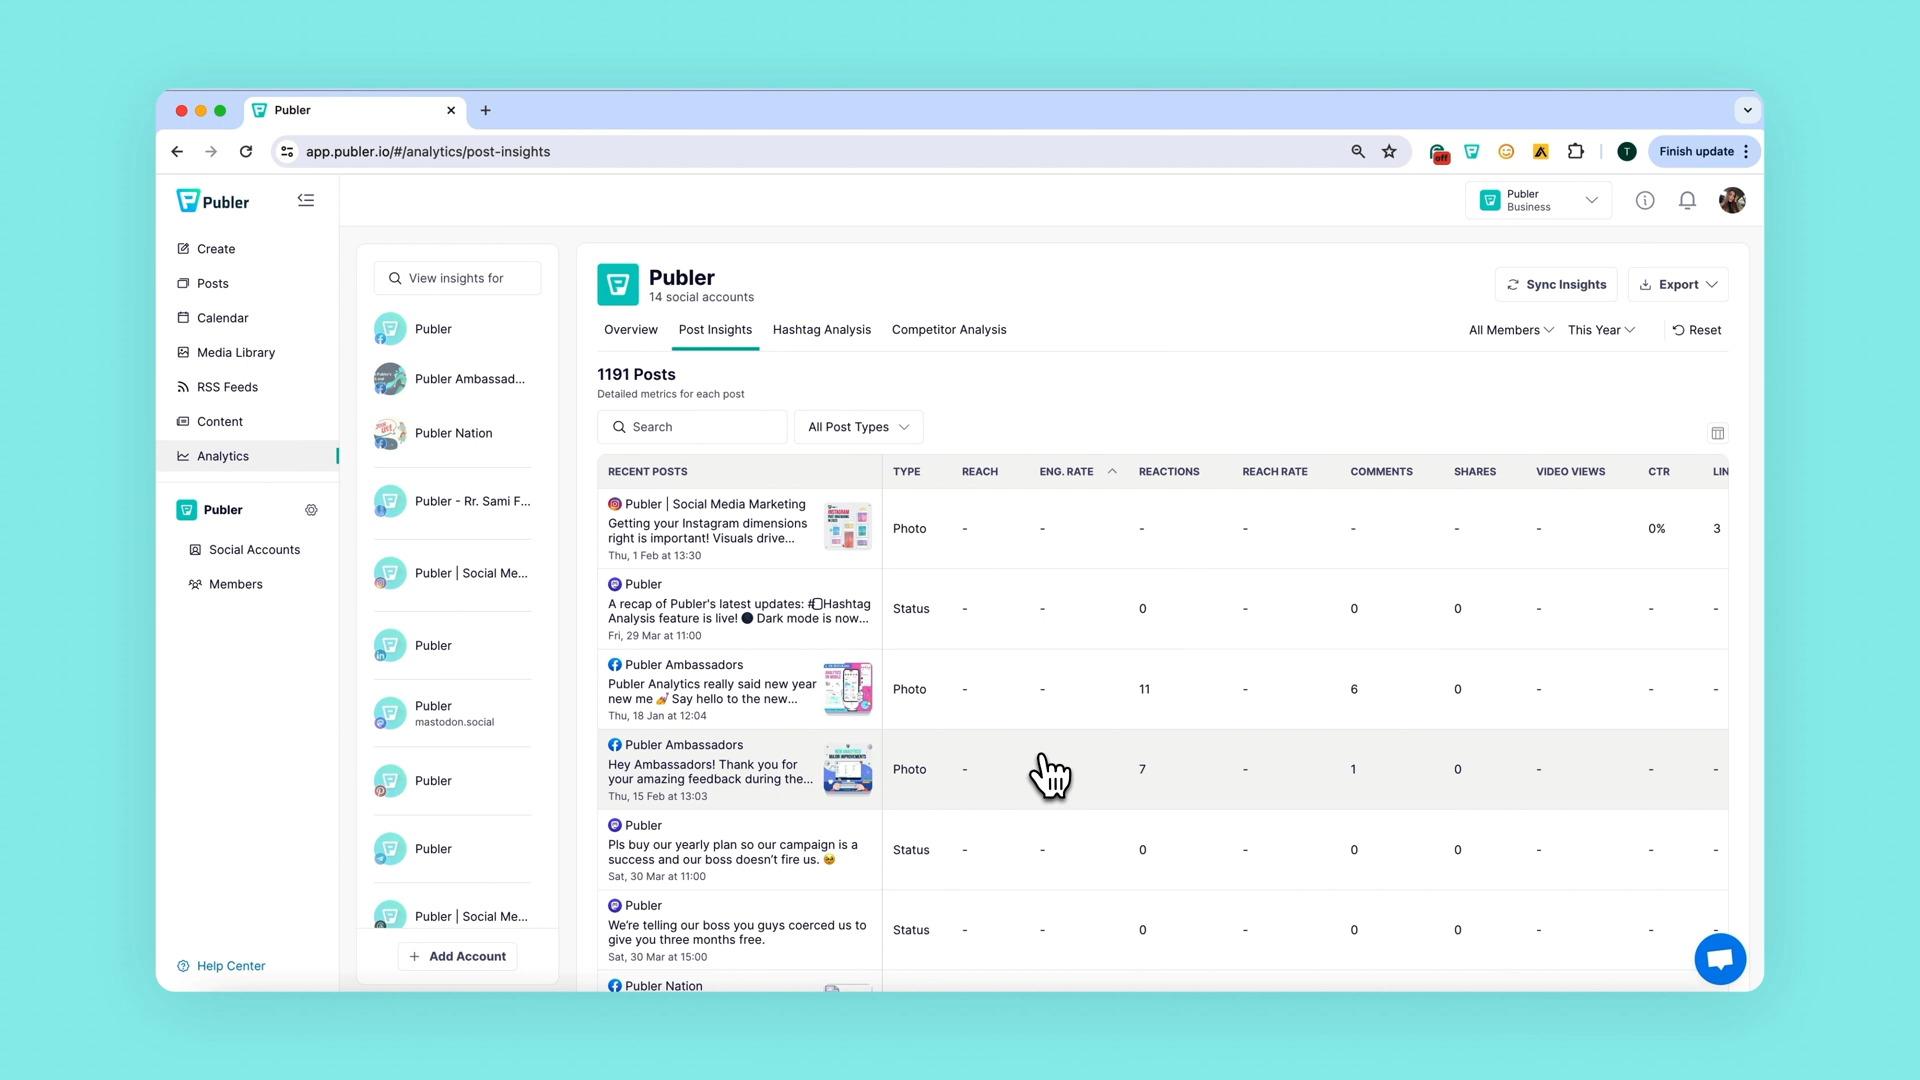 Publer
app.publer.io/#/analytics/post-insights
off
T
Finish update
Publer
Publer
Business
Create
Posts
Calendar
Media Library
RSS Feeds
Content
Analytics
Publer
Social Accounts
Members
Help Center
View insights for
Publer
Publer Ambassad...
Publer Nation
Publer - Rr. Sami F...
Publer | Social Me...
Publer
Publer
mastodon.social
Publer
Publer
Publer | Social Me...
Add Account
Publer
14 social accounts
Sync Insights
Export
Overview
Post Insights
Hashtag Analysis
Competitor Analysis
All Members
This Year
Reset
1191 Posts
Detailed metrics for each post
Search
All Post Types
RECENT POSTS TYPE REACH ENG. RATE REACTIONS REACH RATE COMMENTS SHARES VIDEO VIEWS CTR LIN
Publer | Social Media Marketing
Getting your Instagram dimensions
right is important! Visuals drive...
Thu, 1 Feb at 13:30
Photo - - - - - - - 0% 3
Publer
A recap of Publer's latest updates: #Hashtag
Analysis feature is live! 🌑 Dark mode is now...
Fri, 29 Mar at 11:00
Status - - 0 - 0 0 - - -
Publer Ambassadors
Publer Analytics really said new year
new me 💅 Say hello to the new...
Thu, 18 Jan at 12:04
Photo - - 11 - 6 0 - - -
Publer Ambassadors
Hey Ambassadors! Thank you for
your amazing feedback during the...
Thu, 15 Feb at 13:03
Photo - 7 - 1 0 - - -
Publer
Pls buy our yearly plan so our campaign is a
success and our boss doesn't fire us. 🥹
Sat, 30 Mar at 11:00
Status - - 0 - 0 0 - - -
Publer
We're telling our boss you guys coerced us to
give you three months free.
Sat, 30 Mar at 15:00
Status - - 0 - 0 0 - - -
Publer Nation